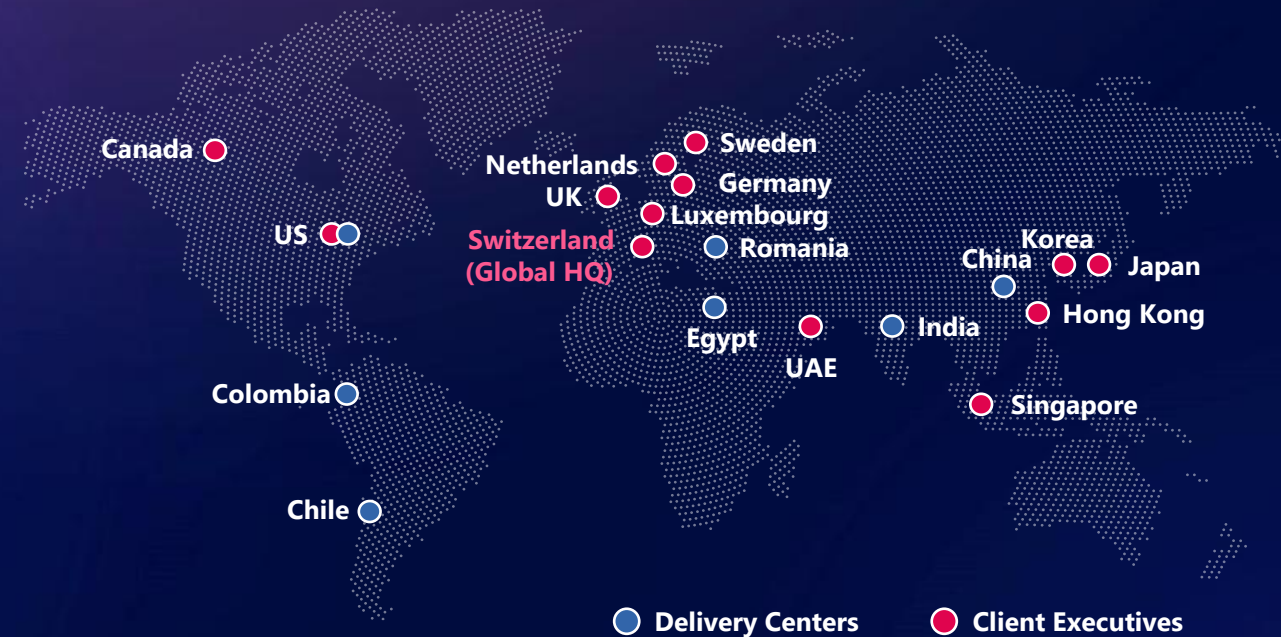 Canada
Sweden
Netherlands
Germany
UK
Luxembourg
US
Switzerland
(Global HQ)
Romania
Korea
China
Japan
Hong Kong
Egypt
India
UAE
Colombia
Singapore
Chile
Delivery Centers
Client Executives